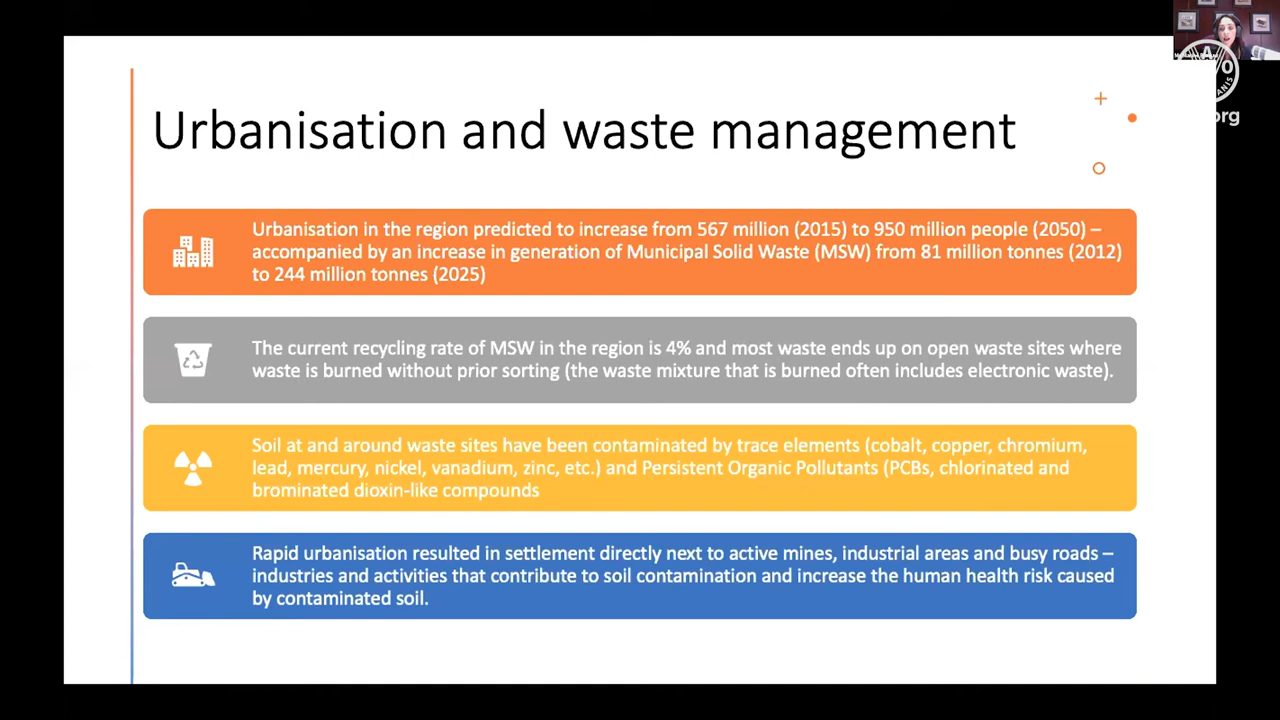 Urbanisation and waste management
Urbanisation in the region predicted to increase from 567 million (2015) to 950 million people (2050) –
accompanied by an increase in generation of Municipal Solid Waste (MSW) from 81 million tonnes (2012)
to 244 million tonnes (2025)
The current recycling rate of MSW in the region is 4% and most waste ends up on open waste sites where
waste is burned without prior sorting (the waste mixture that is burned often includes electronic waste).
Soil at and around waste sites have been contaminated by trace elements (cobalt, copper, chromium,
lead, mercury, nickel, vanadium, zinc, etc.) and Persistent Organic Pollutants (PCBs, chlorinated and
brominated dioxin-like compounds
Rapid urbanisation resulted in settlement directly next to active mines, industrial areas and busy roads –
industries and activities that contribute to soil contamination and increase the human health risk caused
by contaminated soil.